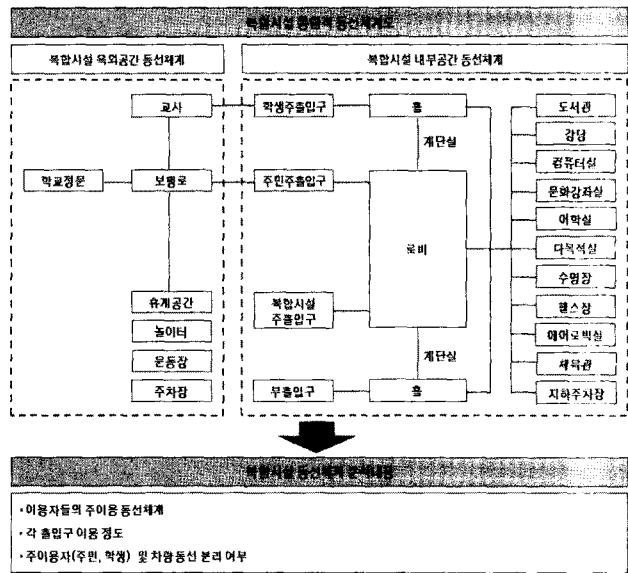 복합시설 통합적 동선체계도
복합시설 옥외공간 동선체계
복합시설 내부공간 동선체계
교사
학생주출입구
홀
도서관
강당
계단실
컴퓨터실
학교정문
보행로
주민주출입구
문화강좌실
어학실
로비
다목적실
수영장
휴게공간
복합시설
주출입구
헬스장
놀이터
에어로빅실
운동장
계단실
체육관
주차장
부출입구
홀
지하주차장
복합시설 동선체계 분석내용
• 이용자들의 주이용 동선체계
• 각 출입구 이용 정도
• 주이용자(주민, 학생) 및 차량 동선 분리 여부